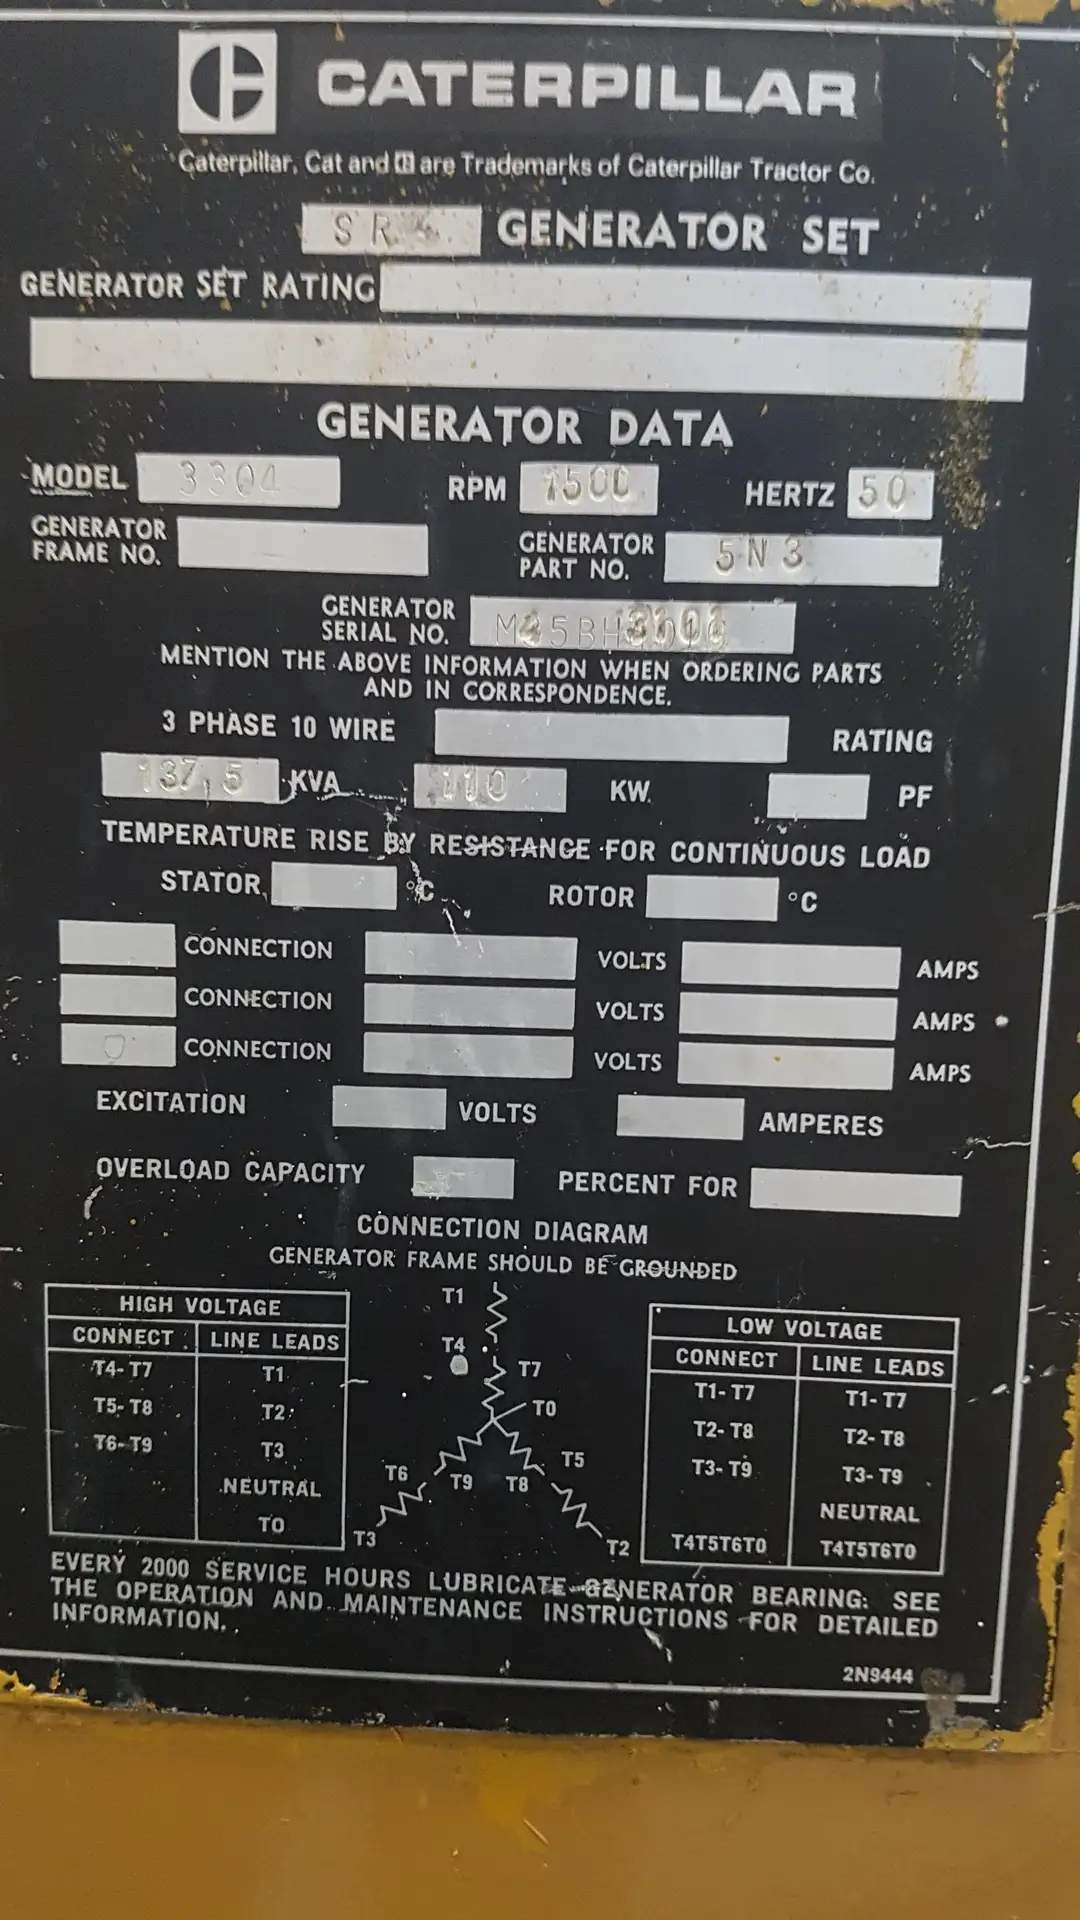 CATERPILLAR
Caterpillar, Cat and are Trademarks of Caterpillar Tractor Co.
SR GENERATOR SET
GENERATOR SET RATING
GENERATOR DATA
MODEL 3304 RPM 1500 HERTZ 50
GENERATOR FRAME NO. GENERATOR PART NO. 5N3
GENERATOR SERIAL NO.
MENTION THE ABOVE INFORMATION WHEN ORDERING PARTS
AND IN CORRESPONDENCE.
3 PHASE 10 WIRE RATING
137,5 KVA 110 KW PF
TEMPERATURE RISE BY RESISTANCE FOR CONTINUOUS LOAD
STATOR °C ROTOR °C
CONNECTION VOLTS AMPS
CONNECTION VOLTS AMPS
CONNECTION VOLTS AMPS
EXCITATION VOLTS AMPERES
OVERLOAD CAPACITY PERCENT FOR
CONNECTION DIAGRAM
GENERATOR FRAME SHOULD BE GROUNDED
HIGH VOLTAGE
CONNECT LINE LEADS
T4-T7 T1
T5-T8 T2
T6-T9 T3
NEUTRAL
T0
T1
T4
T7
T0
T6 T9 T8 T5
T3 T2
LOW VOLTAGE
CONNECT LINE LEADS
T1-T7 T1-T7
T2-T8 T2-T8
T3-T9 T3-T9
NEUTRAL
T4T5T6T0 T4T5T6T0
EVERY 2000 SERVICE HOURS LUBRICATE GENERATOR BEARING: SEE
THE OPERATION AND MAINTENANCE INSTRUCTIONS FOR DETAILED
INFORMATION.
2N9444